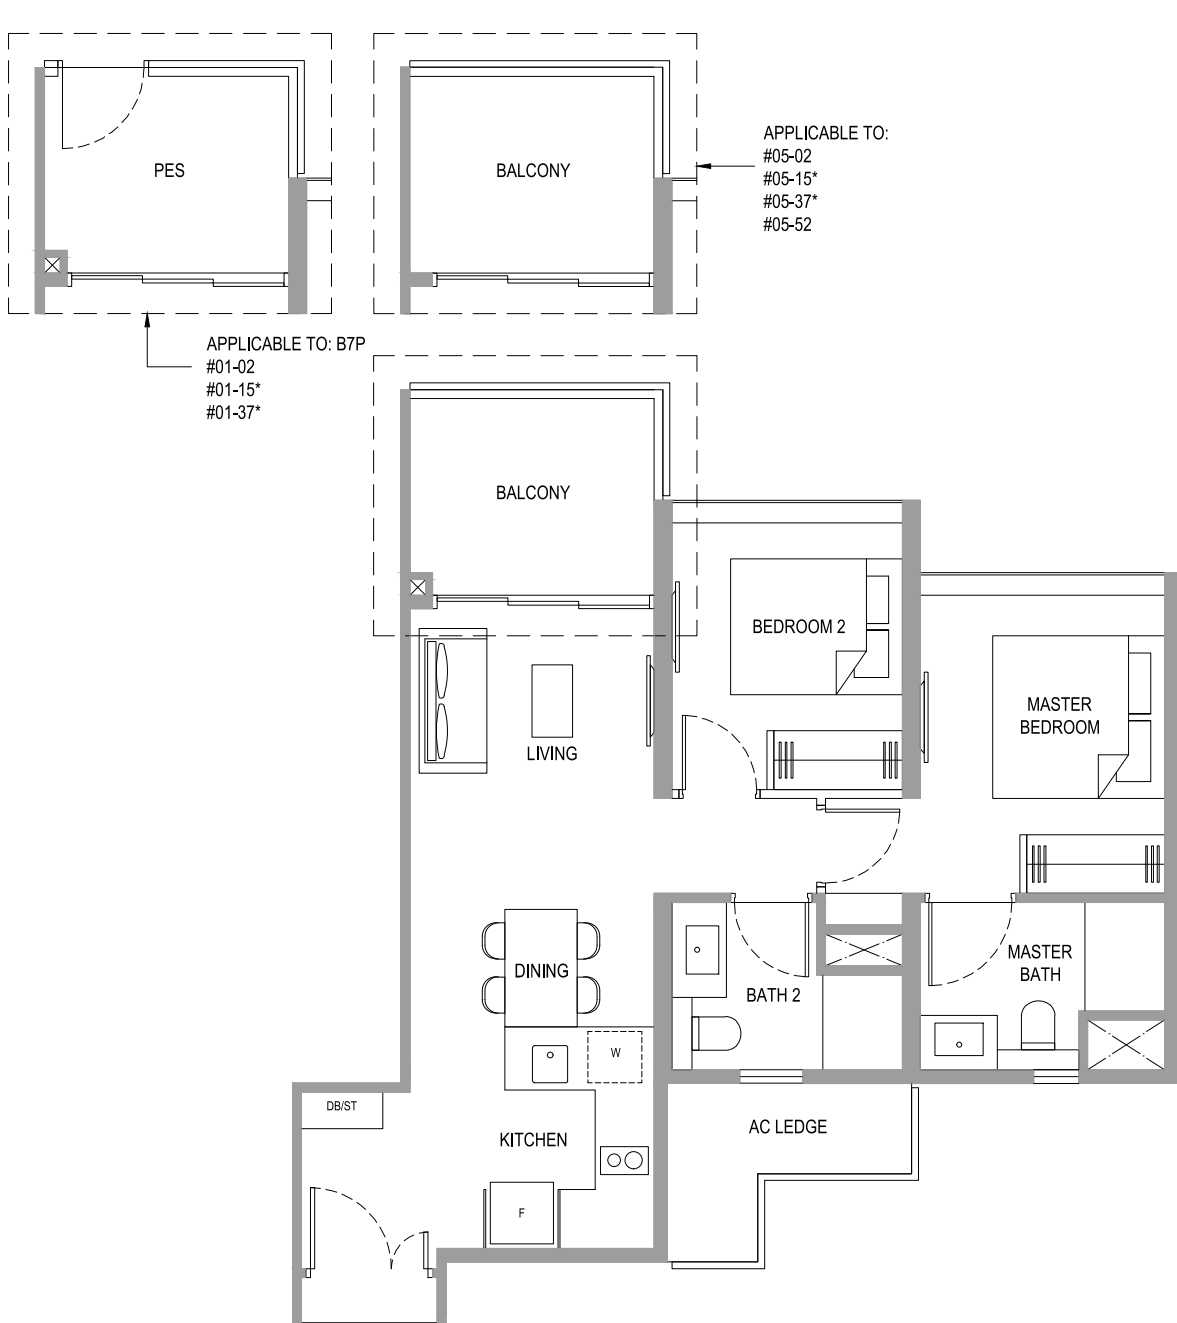 PES
BALCONY
APPLICABLE TO:
#05-02
#05-15*
#05-37*
#05-52
APPLICABLE TO: B7P
#01-02
#01-15*
#01-37*
BALCONY
BEDROOM 2
MASTER
BEDROOM
LIVING
DINING
MASTER
BATH
BATH 2
W
DB/ST
KITCHEN
AC LEDGE
F